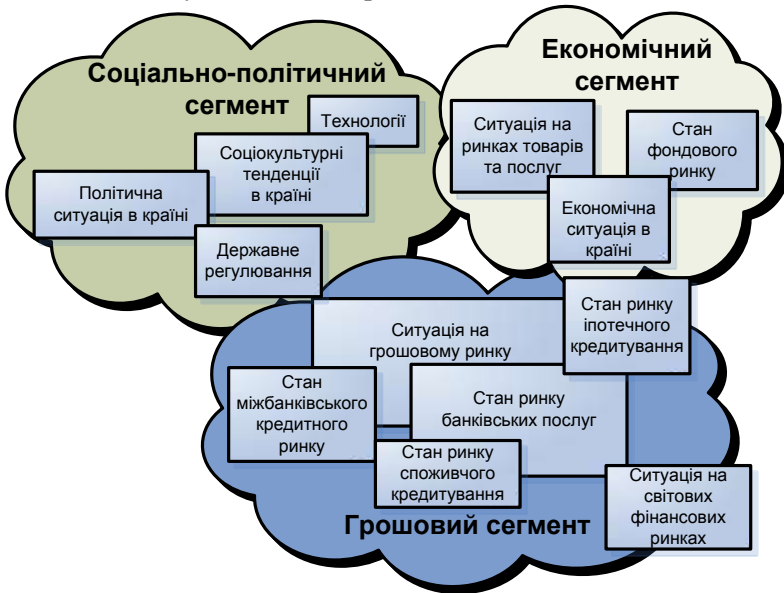 Соціально-політичний
сегмент
Технології
Соціокультурні
тенденції
в країні
Політична
ситуація в країні
Державне
регулювання
Економічний
сегмент
Ситуація на
ринках товарів
та послуг
Стан
фондового
ринку
Економічна
ситуація в
країні
Ситуація на
грошовому ринку
Стан ринку
іпотечного
кредитування
Стан
міжбанківського
кредитного
ринку
Стан ринку
банківських послуг
Стан ринку
споживчого
кредитування
Ситуація на
світових
фінансових
ринках
Грошовий сегмент